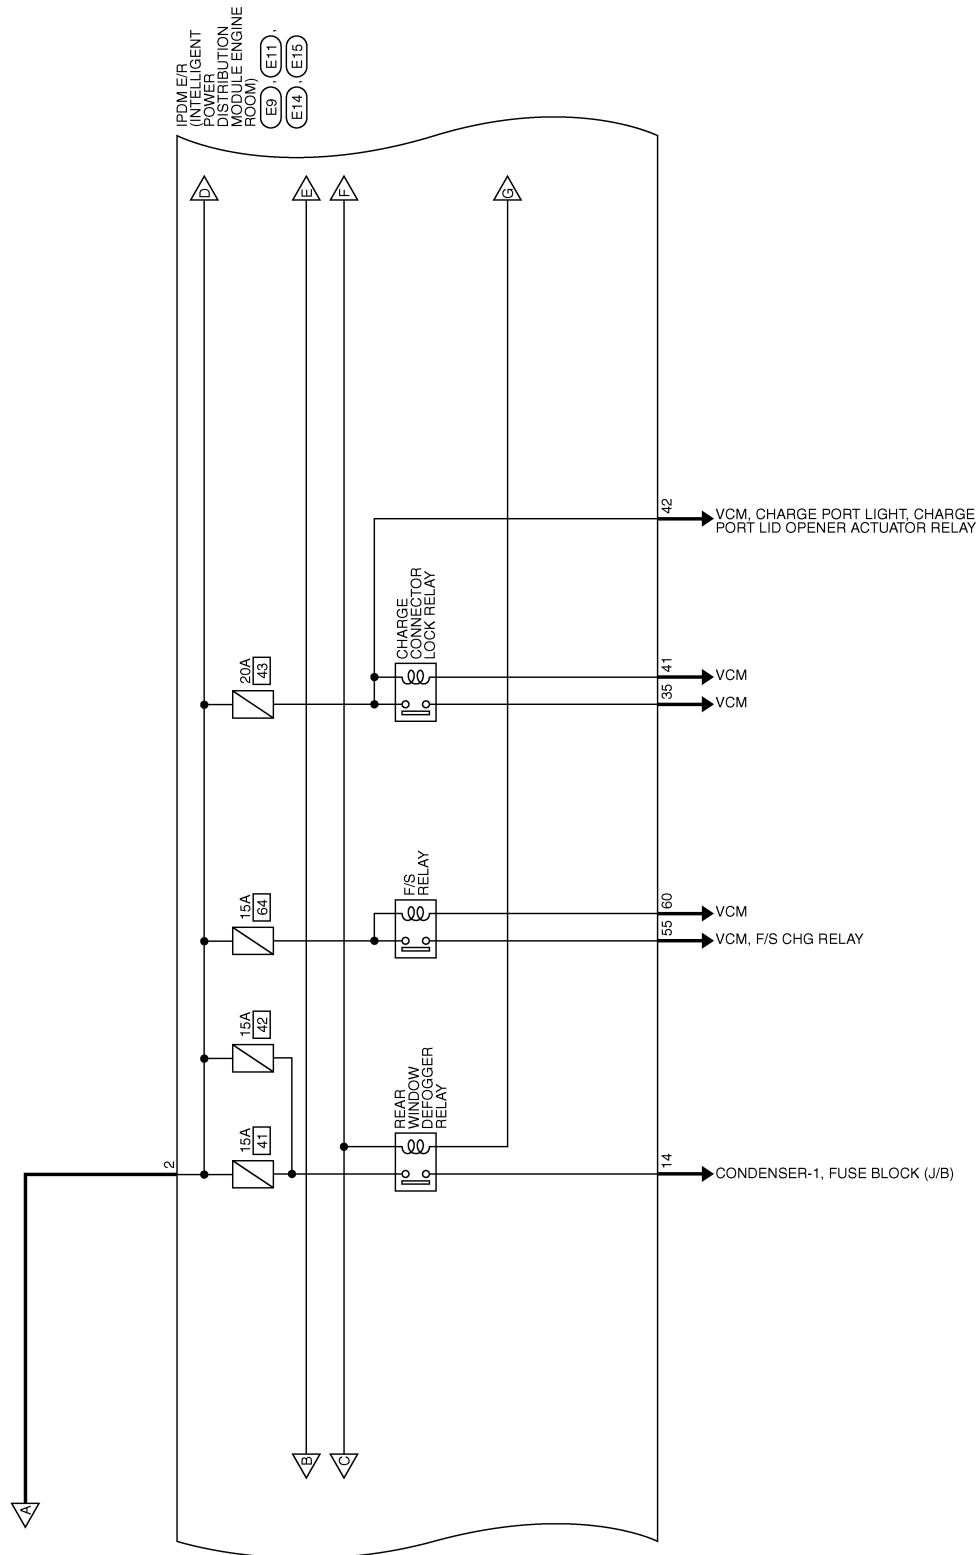 IPDM E/R
(INTELLIGENT
POWER
DISTRIBUTION
MODULE ENGINE
ROOM)
E9 , E11 ,
E14 , E15
D
E
F
G
42
VCM, CHARGE PORT LIGHT, CHARGE
PORT LID OPENER ACTUATOR RELAY
20A
43
CHARGE
CONNECTOR
LOCK RELAY
41
VCM
35
VCM
15A
64
F/S
RELAY
60
VCM
55
VCM, F/S CHG RELAY
15A
42
15A
41
REAR
WINDOW
DEFOGGER
RELAY
2
14
CONDENSER-1, FUSE BLOCK (J/B)
B
C
A